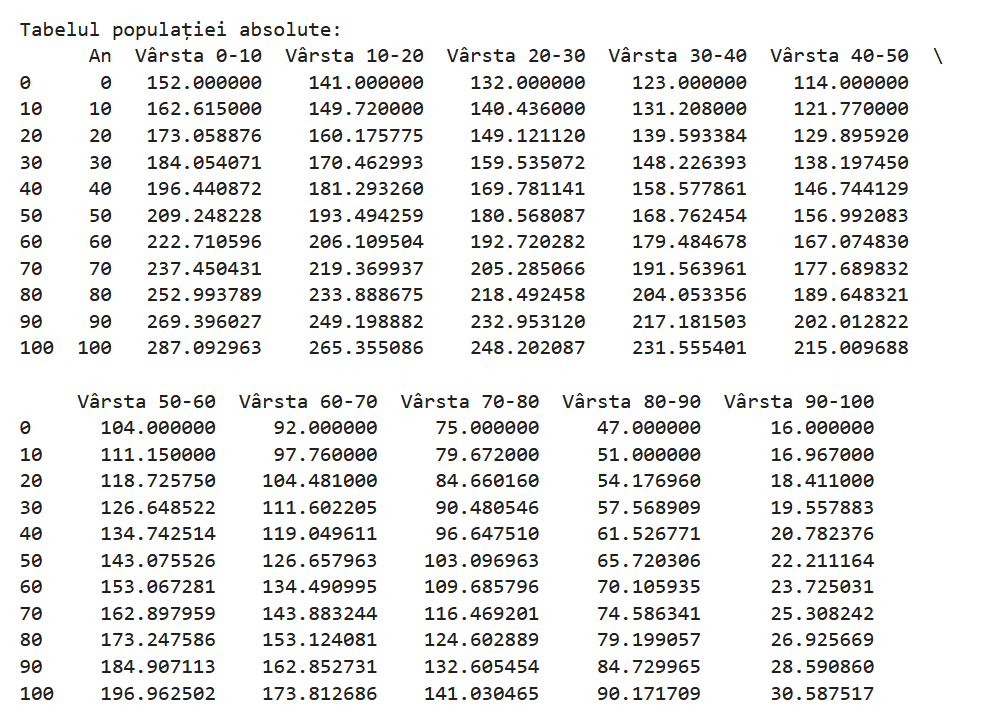 Tabelul populației absolute:
An Vârsta 0-10 Vârsta 10-20 Vârsta 20-30 Vârsta 30-40 Vârsta 40-50 \
0 0 152.000000 141.000000 132.000000 123.000000 114.000000
10 10 162.615000 149.720000 140.436000 131.208000 121.770000
20 20 173.058876 160.175775 149.121120 139.593384 129.895920
30 30 184.054071 170.462993 159.535072 148.226393 138.197450
40 40 196.440872 181.293260 169.781141 158.577861 146.744129
50 50 209.248228 193.494259 180.568087 168.762454 156.992083
60 60 222.710596 206.109504 192.720282 179.484678 167.074830
70 70 237.450431 219.369937 205.285066 191.563961 177.689832
80 80 252.993789 233.888675 218.492458 204.053356 189.648321
90 90 269.396027 249.198882 232.953120 217.181503 202.012822
100 100 287.092963 265.355086 248.202087 231.555401 215.009688
Vârsta 50-60 Vârsta 60-70 Vârsta 70-80 Vârsta 80-90 Vârsta 90-100
0 104.000000 92.000000 75.000000 47.000000 16.000000
10 111.150000 97.760000 79.672000 51.000000 16.967000
20 118.725750 104.481000 84.660160 54.176960 18.411000
30 126.648522 111.602205 90.480546 57.568909 19.557883
40 134.742514 119.049611 96.647510 61.526771 20.782376
50 143.075526 126.657963 103.096963 65.720306 22.211164
60 153.067281 134.490995 109.685796 70.105935 23.725031
70 162.897959 143.883244 116.469201 74.586341 25.308242
80 173.247586 153.124081 124.602889 79.199057 26.925669
90 184.907113 162.852731 132.605454 84.729965 28.590860
100 196.962502 173.812686 141.030465 90.171709 30.587517